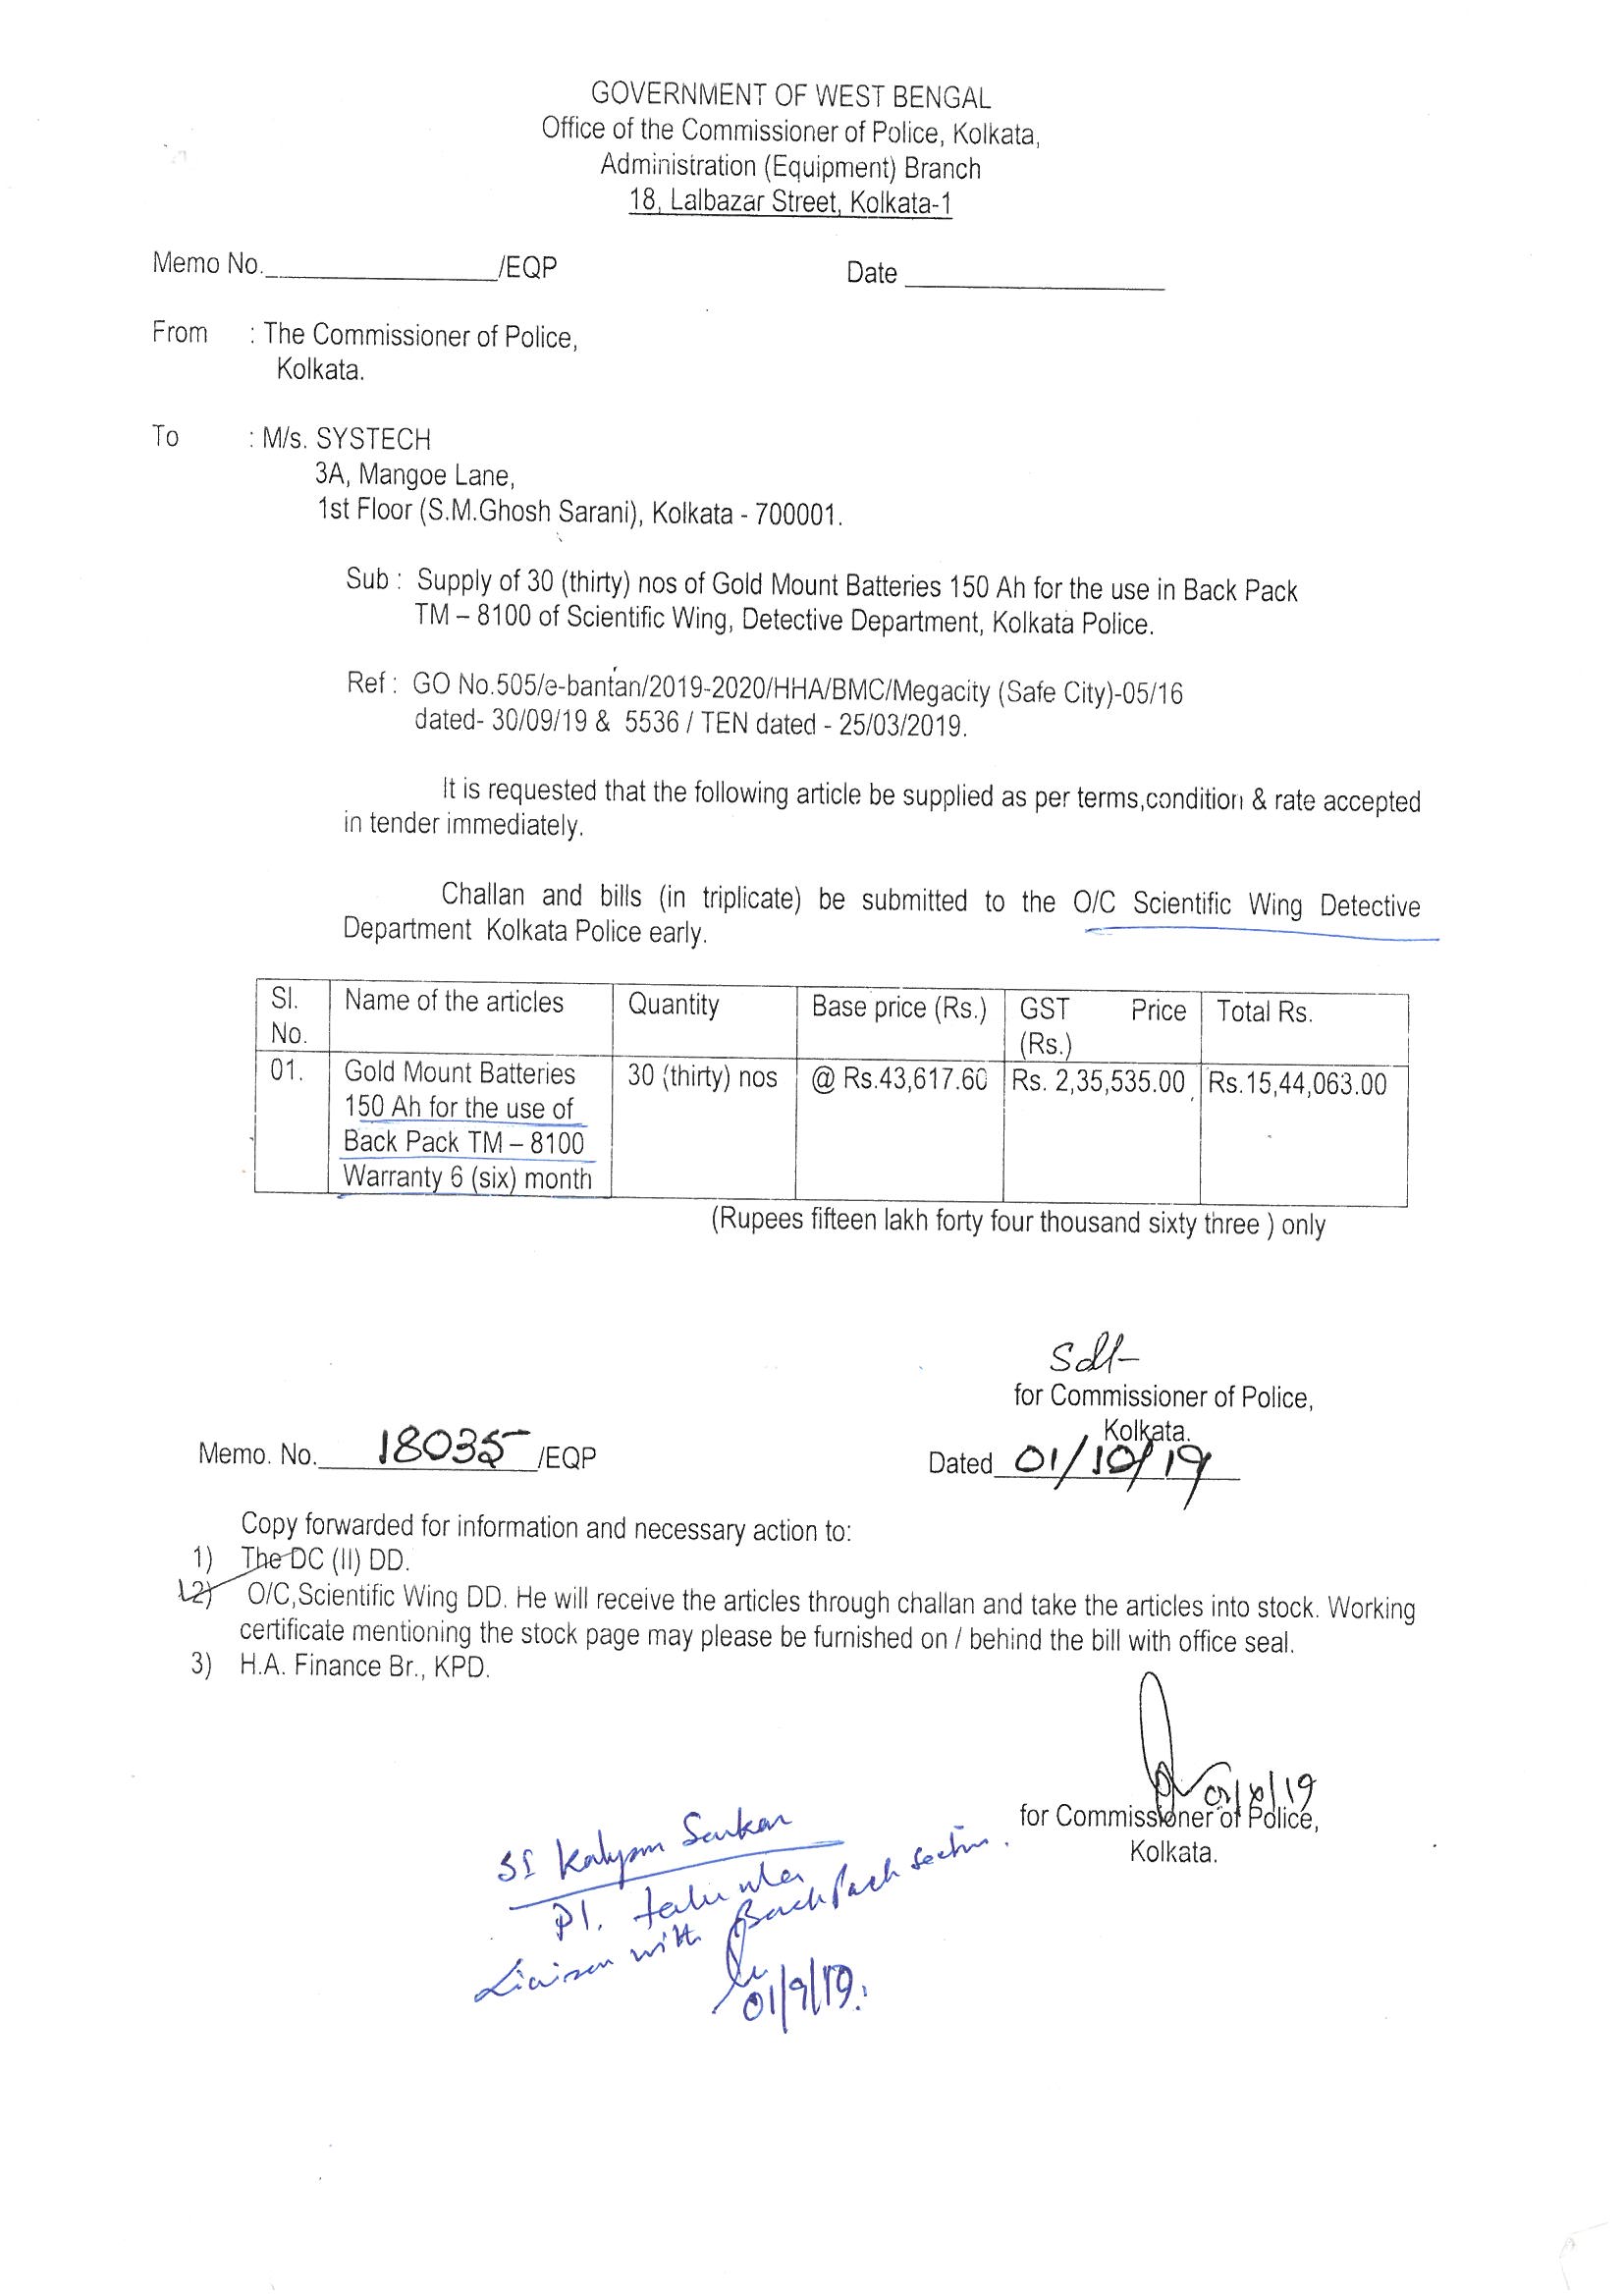 GOVERNMENT OF WEST BENGAL
Office of the Commissioner of Police, Kolkata,
Administration (Equipment) Branch
18, Lalbazar Street, Kolkata-1
Memo No. /EQP Date
From : The Commissioner of Police,
Kolkata.
To : M/s. SYSTECH
3A, Mangoe Lane,
1st Floor (S.M.Ghosh Sarani), Kolkata - 700001.
Sub : Supply of 30 (thirty) nos of Gold Mount Batteries 150 Ah for the use in Back Pack
TM – 8100 of Scientific Wing, Detective Department, Kolkata Police.
Ref : GO No.505/e-bantan/2019-2020/HHA/BMC/Megacity (Safe City)-05/16
dated- 30/09/19 & 5536 / TEN dated - 25/03/2019.
It is requested that the following article be supplied as per terms,condition & rate accepted
in tender immediately.
Challan and bills (in triplicate) be submitted to the O/C Scientific Wing Detective
Department Kolkata Police early.
Sl. Name of the articles Quantity Base price (Rs.) GST Price Total Rs.
No. (Rs.)
01. Gold Mount Batteries 30 (thirty) nos @ Rs.43,617.60 Rs. 2,35,535.00 Rs.15,44,063.00
150 Ah for the use of
Back Pack TM – 8100
Warranty 6 (six) month
(Rupees fifteen lakh forty four thousand sixty three ) only
Sd/-
for Commissioner of Police,
Kolkata.
Memo. No. 18035 /EQP Dated 01/10/19
Copy forwarded for information and necessary action to:
1) The DC (II) DD.
2) O/C,Scientific Wing DD. He will receive the articles through challan and take the articles into stock. Working
certificate mentioning the stock page may please be furnished on / behind the bill with office seal.
3) H.A. Finance Br., KPD.
for Commissioner of Police,
Kolkata.
SI Kalyan Sarkar
Pl.
Liaison with Back Pack Section.
01/9/19.